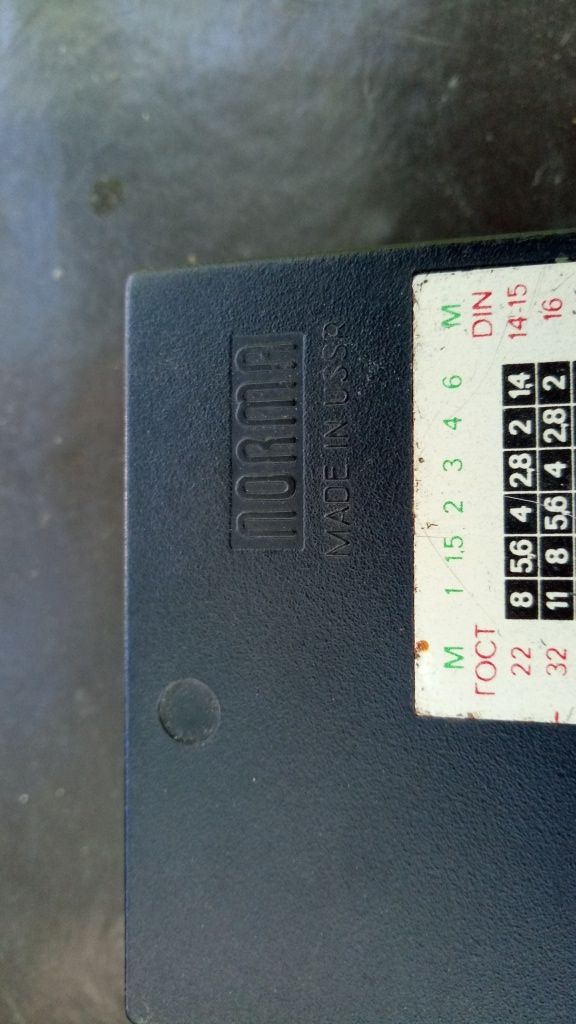 NORMA
MADE IN USSR
M 1 1,5 2 3 4 6 M
ГОСТ DIN
22 8 5,6 4 2,8 2 1,4 14-15
32 11 8 5,6 4 2,8 2 16